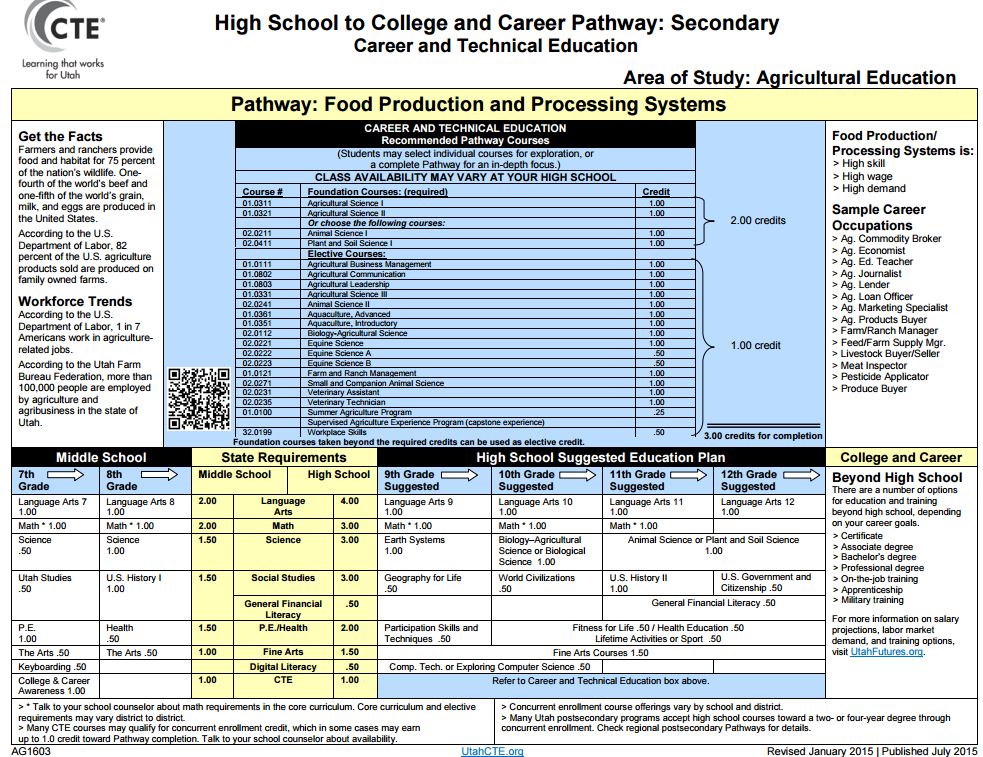 CTE®
Learning that works
for Utah
High School to College and Career Pathway: Secondary
Career and Technical Education
Area of Study: Agricultural Education
Pathway: Food Production and Processing Systems
Get the Facts
Farmers and ranchers provide
food and habitat for 75 percent
of the nation's wildlife. One-
fourth of the world's beef and
one-fifth of the world's grain,
milk, and eggs are produced in
the United States.
According to the U.S.
Department of Labor, 82
percent of the U.S. agriculture
products sold are produced on
family owned farms.
Workforce Trends
According to the U.S.
Department of Labor, 1 in 7
Americans work in agriculture-
related jobs.
According to the Utah Farm
Bureau Federation, more than
100,000 people are employed
by agriculture and
agribusiness in the state of
Utah.
CAREER AND TECHNICAL EDUCATION
Recommended Pathway Courses
(Students may select individual courses for exploration, or
a complete Pathway for an in-depth focus.)
CLASS AVAILABILITY MAY VARY AT YOUR HIGH SCHOOL
Course # Foundation Courses: (required) Credit
01.0311 Agricultural Science I 1.00
01.0321 Agricultural Science II 1.00
Or choose the following courses:
02.0211 Animal Science I 1.00
02.0411 Plant and Soil Science I 1.00
2.00 credits
Elective Courses:
01.0111 Agricultural Business Management 1.00
01.0802 Agricultural Communication 1.00
01.0803 Agricultural Leadership 1.00
01.0331 Agricultural Science III 1.00
02.0241 Animal Science II 1.00
01.0361 Aquaculture, Advanced 1.00
01.0351 Aquaculture, Introductory 1.00
02.0112 Biology-Agricultural Science 1.00
02.0221 Equine Science 1.00
02.0222 Equine Science A .50
02.0223 Equine Science B .50
01.0121 Farm and Ranch Management 1.00
02.0271 Small and Companion Animal Science 1.00
02.0231 Veterinary Assistant 1.00
02.0235 Veterinary Technician 1.00
01.0100 Summer Agriculture Program .25
Supervised Agriculture Experience Program (capstone experience)
32.0199 Workplace Skills .50
1.00 credit
3.00 credits for completion
Foundation courses taken beyond the required credits can be used as elective credit.
Food Production/
Processing Systems is:
> High skill
> High wage
> High demand
Sample Career
Occupations
> Ag. Commodity Broker
> Ag. Economist
> Ag. Ed. Teacher
> Ag. Journalist
> Ag. Lender
> Ag. Loan Officer
> Ag. Marketing Specialist
> Ag. Products Buyer
> Farm/Ranch Manager
> Feed/Farm Supply Mgr.
> Livestock Buyer/Seller
> Meat Inspector
> Pesticide Applicator
> Produce Buyer
Middle School State Requirements High School Suggested Education Plan College and Career
7th Grade 8th Grade Middle School High School 9th Grade Suggested 10th Grade Suggested 11th Grade Suggested 12th Grade Suggested
Language Arts 7 1.00 Language Arts 8 1.00 2.00 Language Arts 4.00 Language Arts 9 1.00 Language Arts 10 1.00 Language Arts 11 1.00 Language Arts 12 1.00
Math * 1.00 Math * 1.00 2.00 Math 3.00 Math * 1.00 Math * 1.00 Math * 1.00
Science .50 Science 1.00 1.50 Science 3.00 Earth Systems 1.00 Biology–Agricultural Science or Biological Science 1.00 Animal Science or Plant and Soil Science 1.00
Utah Studies .50 U.S. History I 1.00 1.50 Social Studies 3.00 Geography for Life .50 World Civilizations .50 U.S. History II 1.00 U.S. Government and Citizenship .50
General Financial Literacy .50 General Financial Literacy .50
P.E. 1.00 Health .50 1.50 P.E./Health 2.00 Participation Skills and Techniques .50 Fitness for Life .50 / Health Education .50
Lifetime Activities or Sport .50
The Arts .50 The Arts .50 1.00 Fine Arts 1.50 Fine Arts Courses 1.50
Keyboarding .50 Digital Literacy .50 Comp. Tech. or Exploring Computer Science .50
College & Career Awareness 1.00 1.00 CTE 1.00 Refer to Career and Technical Education box above.
Beyond High School
There are a number of options
for education and training
beyond high school, depending
on your career goals.
> Certificate
> Associate degree
> Bachelor's degree
> Professional degree
> On-the-job training
> Apprenticeship
> Military training
For more information on salary
projections, labor market
demand, and training options,
visit UtahFutures.org.
> * Talk to your school counselor about math requirements in the core curriculum. Core curriculum and elective
requirements may vary district to district.
> Many CTE courses may qualify for concurrent enrollment credit, which in some cases may earn
up to 1.0 credit toward Pathway completion. Talk to your school counselor about availability.
> Concurrent enrollment course offerings vary by school and district.
> Many Utah postsecondary programs accept high school courses toward a two- or four-year degree through
concurrent enrollment. Check regional postsecondary Pathways for details.
AG1603 UtahCTE.org Revised January 2015 | Published July 2015